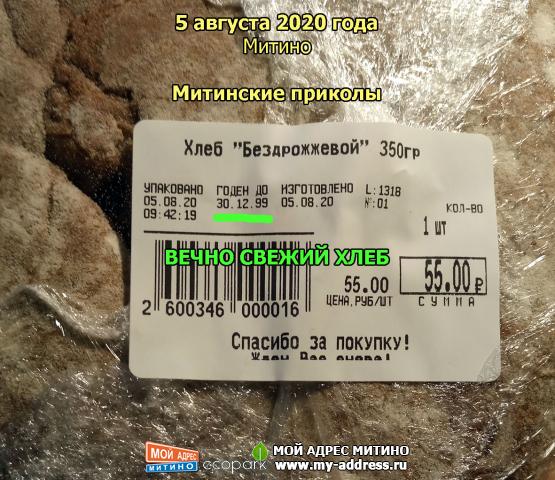 5 августа 2020 года
Митино
Митинские приколы
Хлеб "Бездрожжевой" 350гр
УПАКОВАНО ГОДЕН ДО ИЗГОТОВЛЕНО L:1318
05.08.20 30.12.99 05.08.20 №:01
09:42:19
КОЛ-ВО
1 шт
ВЕЧНО СВЕЖИЙ ХЛЕБ
55.00 55.00 ₽
ЦЕНА,РУБ/ШТ СУММА
2 600346 000016
Спасибо за покупку!
Ждем Вас снова!
МОЙ АДРЕС МИТИНО ecopark МОЙ АДРЕС МИТИНО
www.my-address.ru